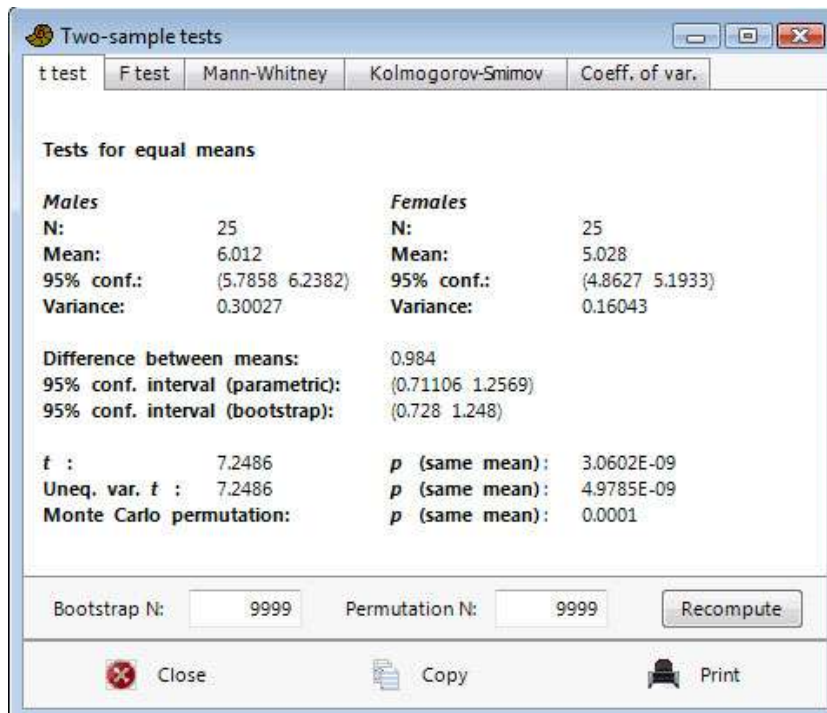 Two-sample tests
t test F test Mann-Whitney Kolmogorov-Smirnov Coeff. of var.
Tests for equal means
Males Females
N: 25 N: 25
Mean: 6.012 Mean: 5.028
95% conf.: (5.7858 6.2382) 95% conf.: (4.8627 5.1933)
Variance: 0.30027 Variance: 0.16043
Difference between means: 0.984
95% conf. interval (parametric): (0.71106 1.2569)
95% conf. interval (bootstrap): (0.728 1.248)
t : 7.2486 p (same mean): 3.0602E-09
Uneq. var. t : 7.2486 p (same mean): 4.9785E-09
Monte Carlo permutation: p (same mean): 0.0001
Bootstrap N: 9999 Permutation N: 9999 Recompute
Close Copy Print